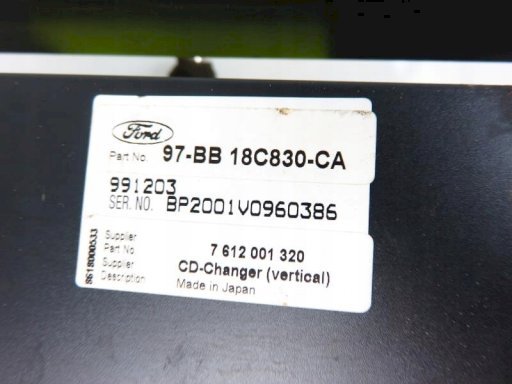 Ford
Part No. 97-BB 18C830-CA
991203
SER. NO. BP2001V0960386
8618000533
Supplier
Part No 7 612 001 320
Supplier
Description CD-Changer (vertical)
Made in Japan